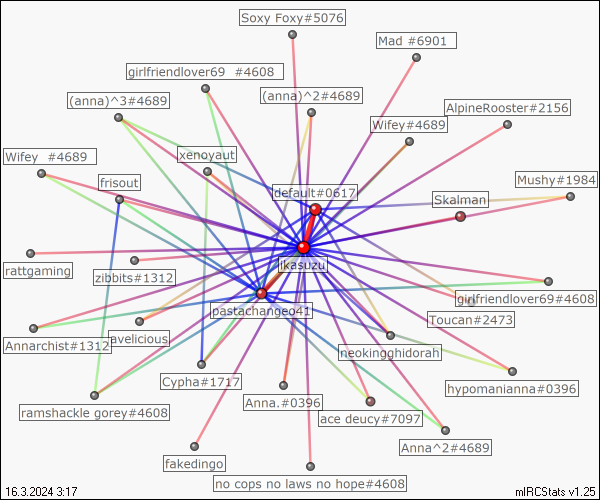 Soxy Foxy#5076
Mad #6901
girlfriendlover69 #4608
(anna)^3#4689
(anna)^2#4689
AlpineRooster#2156
Wifey#4689
Wifey #4689
xenoyaut
frisout
default#0617
Mushy#1984
Skalman
jkasuzu
rattgaming
zibbits#1312
girlfriendlover69#4608
pastachangeo41
Toucan#2473
Annarchist#1312
avelicious
neokingghidorah
Cypha#1717
hypomanianna#0396
Anna.#0396
ramshackle gorey#4608
ace deucy#7097
Anna^2#4689
fakedingo
no cops no laws no hope#4608
16.3.2024 3:17
mIRCStats v1.25